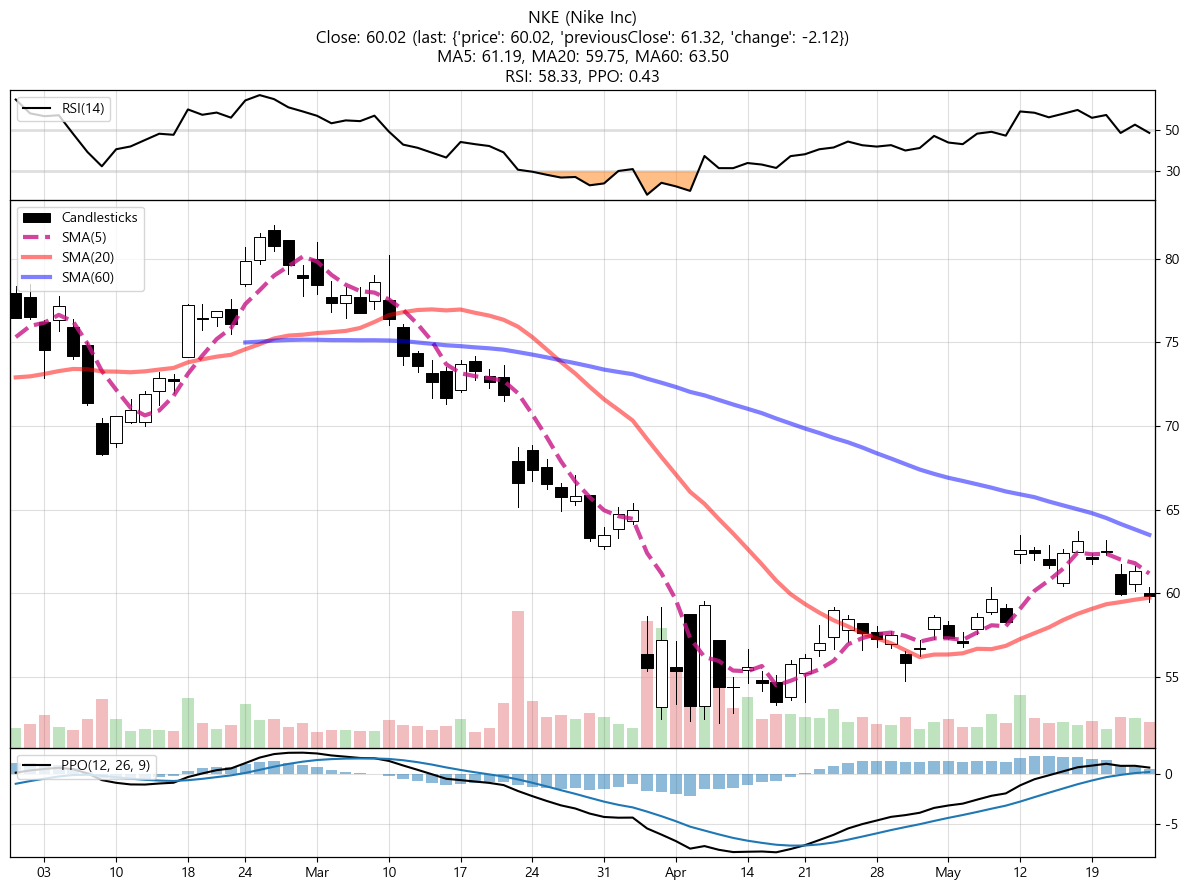 NKE (Nike Inc)
Close: 60.02 (last: {'price': 60.02, 'previousClose': 61.32, 'change': -2.12})
MA5: 61.19, MA20: 59.75, MA60: 63.50
RSI: 58.33, PPO: 0.43
RSI(14)
50
30
Candlesticks
SMA(5)
SMA(20)
SMA(60)
80
75
70
65
60
55
PPO(12, 26, 9)
0
-5
03 10 18 24 Mar 10 17 24 31 Apr 14 21 28 May 12 19